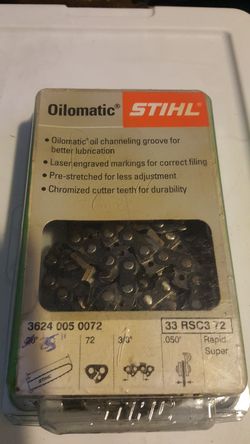 Oilomatic® STIHL®
• Oilomatic® oil channeling groove for
better lubrication
• Laser engraved markings for correct filing
• Pre-stretched for less adjustment
• Chromized cutter teeth for durability
3624 005 0072
33 RSC3 72
72
3/8"
.050"
Rapid
Super
STIHL